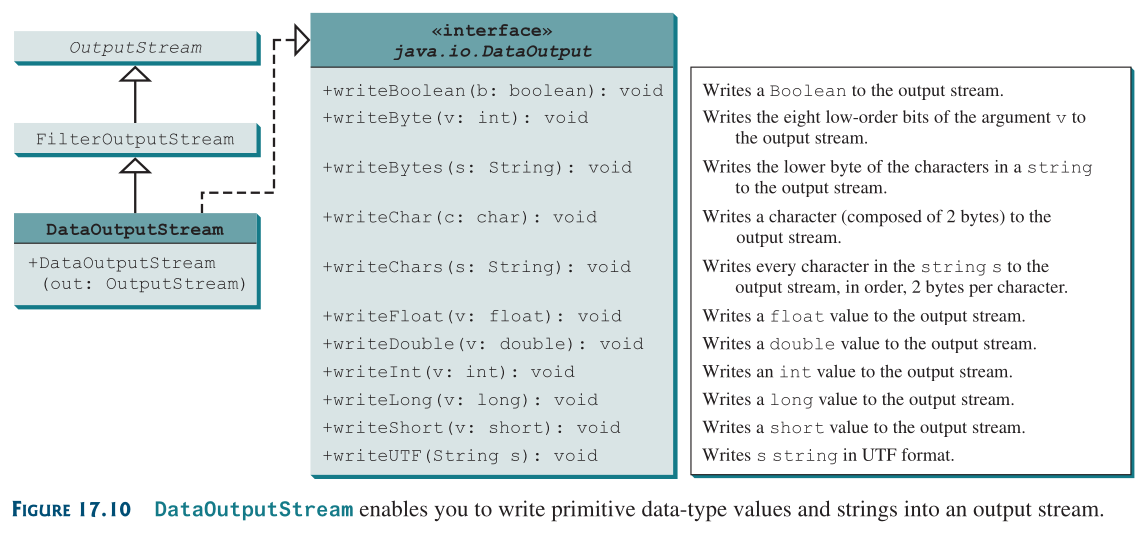 OutputStream
FilterOutputStream
DataOutputStream
+DataOutputStream
(out: OutputStream)
«interface»
java.io.DataOutput
+writeBoolean(b: boolean): void
+writeByte(v: int): void
+writeBytes(s: String): void
+writeChar(c: char): void
+writeChars(s: String): void
+writeFloat(v: float): void
+writeDouble(v: double): void
+writeInt(v: int): void
+writeLong(v: long): void
+writeShort(v: short): void
+writeUTF(String s): void
Writes a Boolean to the output stream.
Writes the eight low-order bits of the argument v to
the output stream.
Writes the lower byte of the characters in a string
to the output stream.
Writes a character (composed of 2 bytes) to the
output stream.
Writes every character in the string s to the
output stream, in order, 2 bytes per character.
Writes a float value to the output stream.
Writes a double value to the output stream.
Writes an int value to the output stream.
Writes a long value to the output stream.
Writes a short value to the output stream.
Writes s string in UTF format.
FIGURE 17.10 DataOutputStream enables you to write primitive data-type values and strings into an output stream.